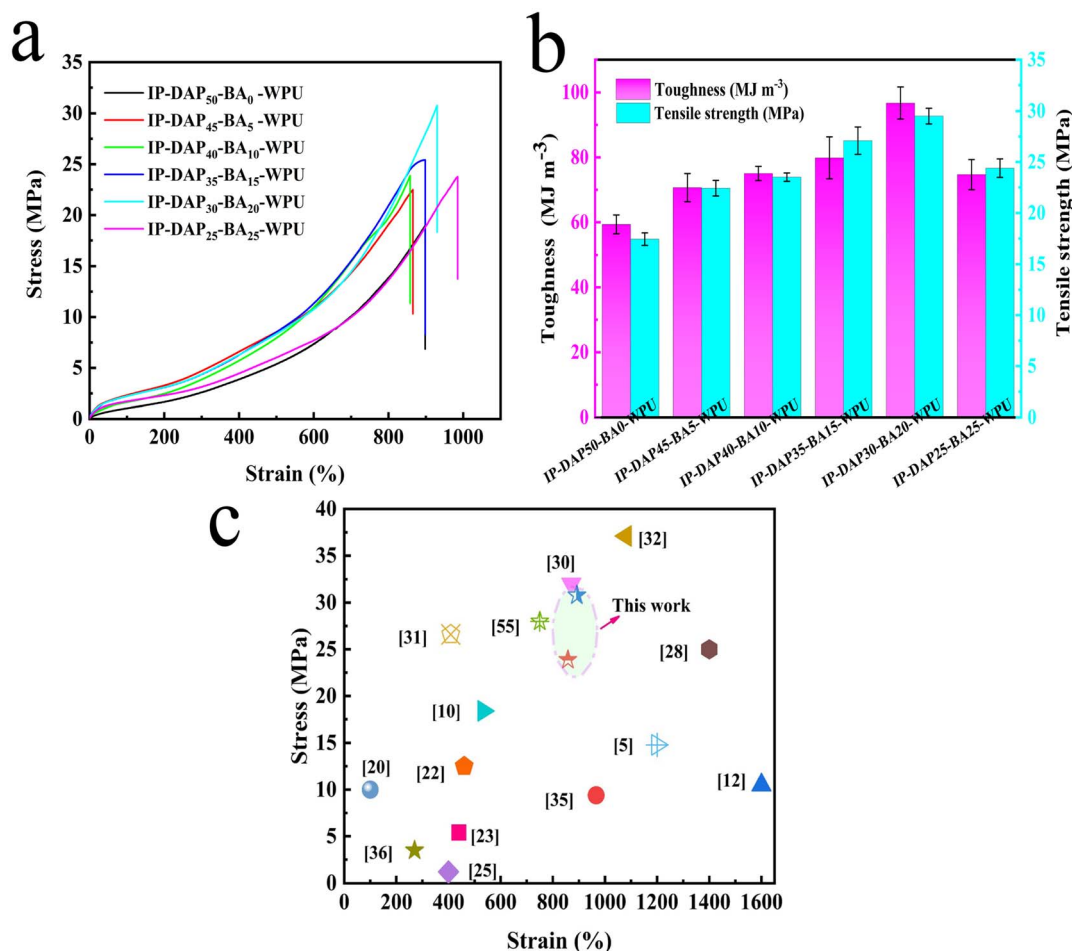 a
Stress (MPa)
35
30
25
20
15
10
5
0
IP-DAP₅₀-BA₀ -WPU
IP-DAP₄₅-BA₅ -WPU
IP-DAP₄₀-BA₁₀-WPU
IP-DAP₃₅-BA₁₅-WPU
IP-DAP₃₀-BA₂₀-WPU
IP-DAP₂₅-BA₂₅-WPU
0 200 400 600 800 1000
Strain (%)
b
Toughness (MJ m⁻³)
100
80
60
40
20
0
Toughness (MJ m⁻³)
Tensile strength (MPa)
35
30
25
20
15
10
5
0
Tensile strength (MPa)
IP-DAP50-BA0-WPU
IP-DAP45-BA5-WPU
IP-DAP40-BA10-WPU
IP-DAP35-BA15-WPU
IP-DAP30-BA20-WPU
IP-DAP25-BA25-WPU
c
Stress (MPa)
40
35
30
25
20
15
10
5
0
[32]
[30]
This work
[55]
[31]
[28]
[10]
[5]
[20]
[22]
[12]
[35]
[23]
[36]
[25]
0 200 400 600 800 1000 1200 1400 1600
Strain (%)